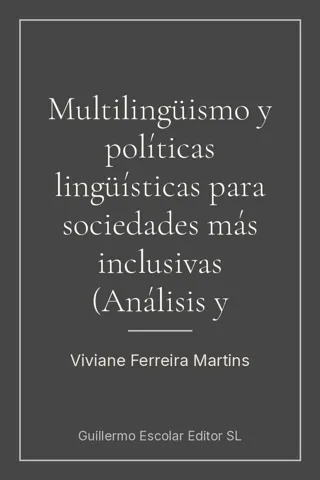 Multilingüismo y
políticas
lingüísticas para
sociedades más
inclusivas
(Análisis y
Viviane Ferreira Martins
Guillermo Escolar Editor SL